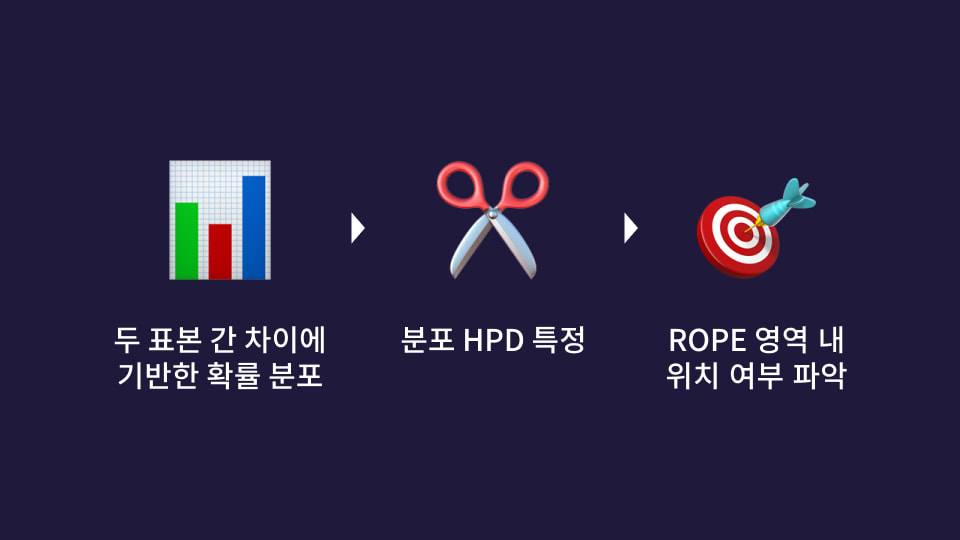 두 표본 간 차이에
기반한 확률 분포
분포 HPD 특정
ROPE 영역 내
위치 여부 파악